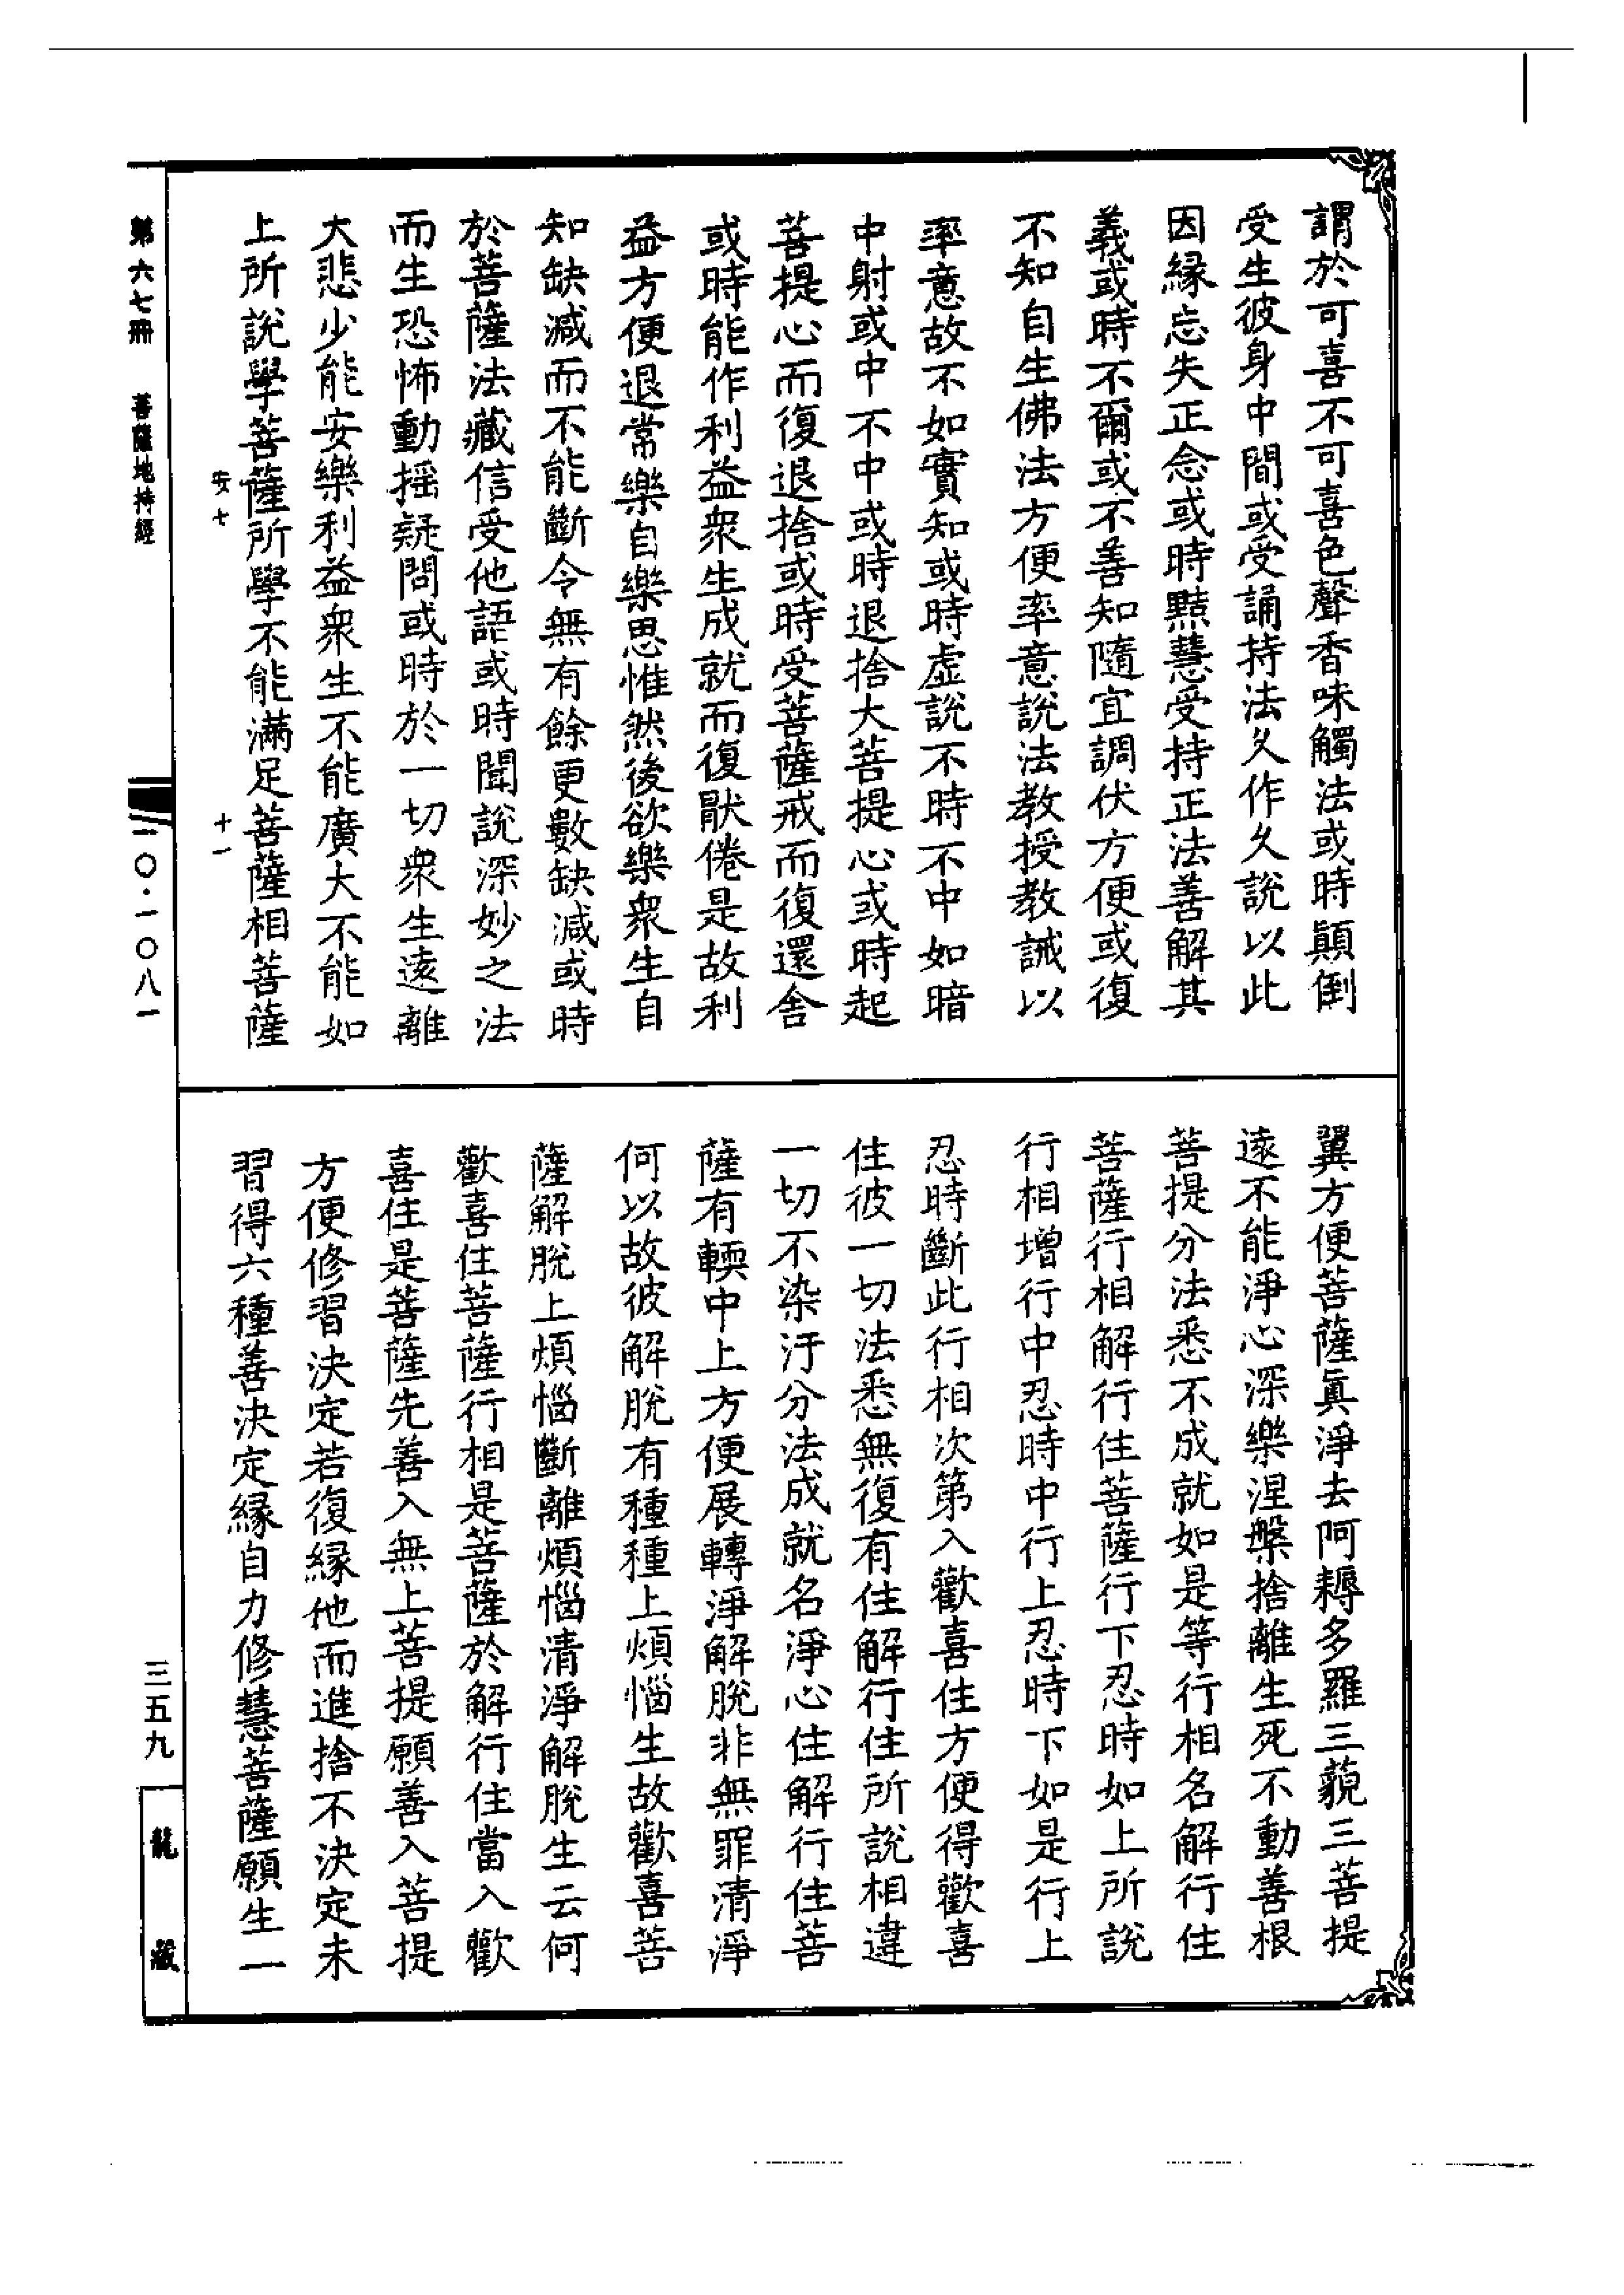 謂於可喜不可喜色聲香味觸法或時顛倒
受生彼身中間或受誦持法久作久說以此
因緣忘失正念或時黠慧受持正法善解其
義或時不爾或不善知隨宜調伏方便或復
不知自生佛法方便率意說法教授教誡以
率意故不如實知或時虛說不時不中如暗
中射或中不中或時退捨大菩提心或時起
菩提心而復退捨或時受菩薩戒而復還舍
或時能作利益衆生成就而復厭倦是故利
益方便退常樂自樂思惟然後欲樂衆生自
知缺減而不能斷令無有餘更數缺減或時
於菩薩法藏信受他語或時聞說深妙之法
而生恐怖動搖疑問或時於一切衆生遠離
大悲少能安樂利益衆生不能廣大不能如
上所說學菩薩所學不能滿足菩薩相菩薩
安七 十一
翼方便菩薩眞淨去阿耨多羅三藐三菩提
遠不能淨心深樂涅槃捨離生死不動善根
菩提分法悉不成就如是等行相名解行住
菩薩行相解行住菩薩行下忍時如上所說
行相增行中忍時中行上忍時下如是行上
忍時斷此行相次第入歡喜住方便得歡喜
住彼一切法悉無復有住解行住所說相違
一切不染汙分法成就名淨心住解行住菩
薩有輭中上方便展轉淨解脫非無罪清淨
何以故彼解脫有種種上煩惱生故歡喜菩
薩解脫上煩惱斷離煩惱清淨解脫生云何
歡喜住菩薩行相是菩薩於解行住當入歡
喜住是菩薩先善入無上菩提願善入菩提
方便修習決定若復緣他而進捨不決定未
習得六種善決定緣自力修慧菩薩願生一
第六七冊 菩薩地持經
一〇·一〇八一
三五九
龍藏